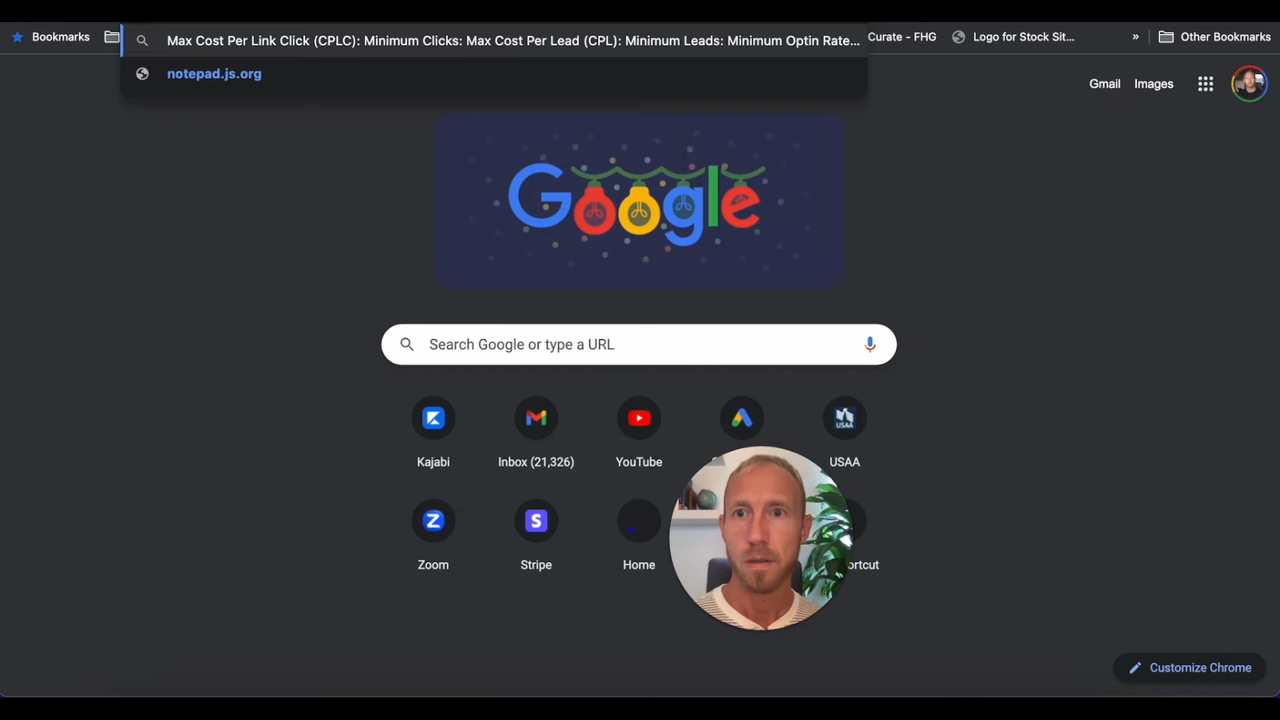 Bookmarks
Max Cost Per Link Click (CPLC): Minimum Clicks: Max Cost Per Lead (CPL): Minimum Leads: Minimum Optin Rate...
Curate - FHG
Logo for Stock Sit...
»
Other Bookmarks
notepad.js.org
Gmail
Images
Google
Search Google or type a URL
Kajabi
Inbox (21,326)
YouTube
USAA
USAA
Zoom
Stripe
Home
ortcut
Customize Chrome